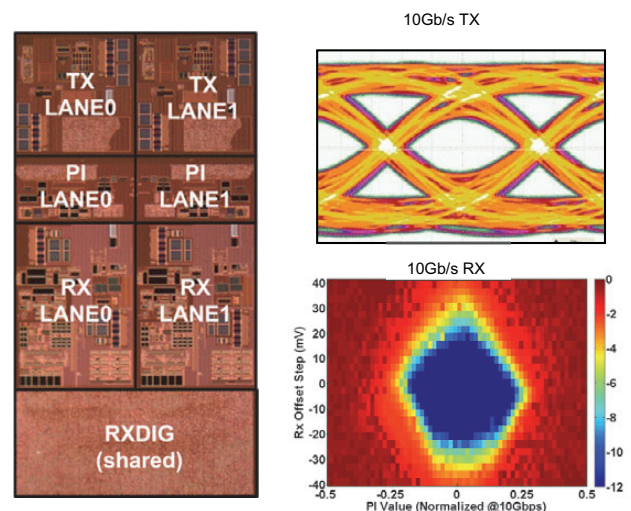 10Gb/s TX
TX
LANE0
TX
LANE1
PI
LANE0
PI
LANE1
RX
LANE0
RX
LANE1
RXDIG
(shared)
10Gb/s RX
Rx Offset Step (mV)
40
30
20
10
0
-10
-20
-30
-40
-0.5
-0.25
0
0.25
0.5
PI Value (Normalized @10Gbps)
0
-2
-4
-6
-8
-10
-12